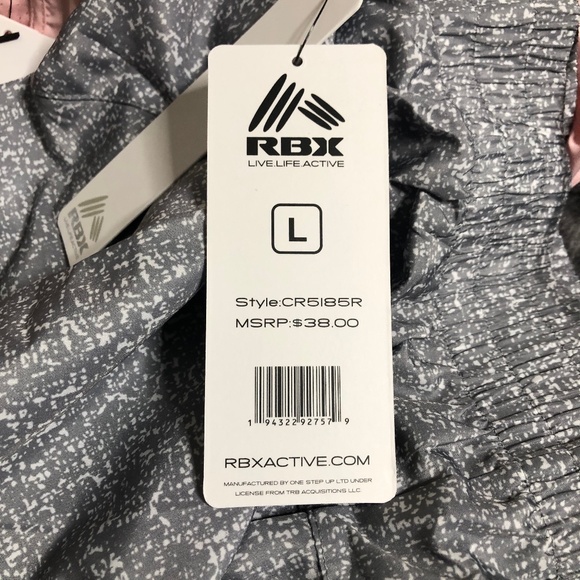 RBX
LIVE.LIFE.ACTIVE
L
Style:CR5185R
MSRP:$38.00
1 94322 92757 9
RBXACTIVE.COM
MANUFACTURED BY ONE STEP UP LTD UNDER
LICENSE FROM TRB ACQUISITIONS LLC.
RBX